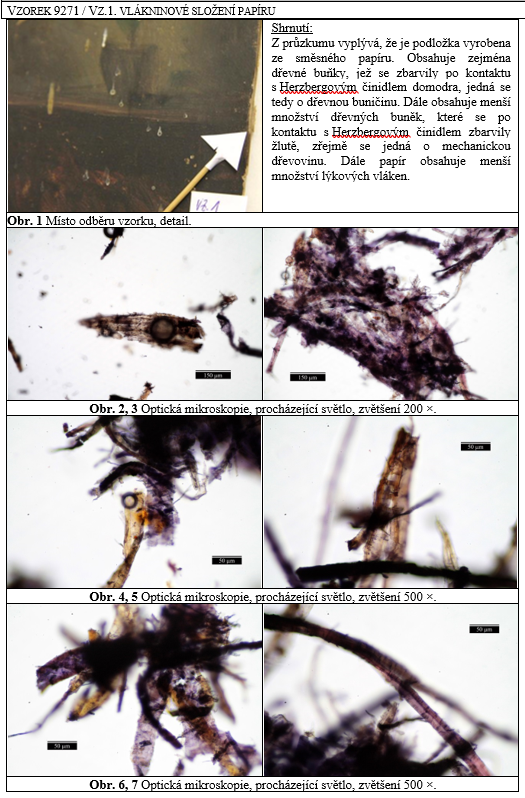 VZOREK 9271 / VZ.1. VLÁKNINOVÉ SLOŽENÍ PAPÍRU
Shrnutí:
Z průzkumu vyplývá, že je podložka vyrobena
ze směsného papíru. Obsahuje zejména
dřevné buňky, jež se zbarvily po kontaktu
s Herzbergovým činidlem domodra, jedná se
tedy o dřevnou buničinu. Dále obsahuje menší
množství dřevných buněk, které se po
kontaktu s Herzbergovým činidlem zbarvily
žlutě, zřejmě se jedná o mechanickou
dřevovinu. Dále papír obsahuje menší
množství lýkových vláken.
VZ.1
Obr. 1 Místo odběru vzorku, detail.
150 µm
150 µm
Obr. 2, 3 Optická mikroskopie, procházející světlo, zvětšení 200 ×.
50 µm
50 µm
Obr. 4, 5 Optická mikroskopie, procházející světlo, zvětšení 500 ×.
50 µm
50 µm
Obr. 6, 7 Optická mikroskopie, procházející světlo, zvětšení 500 ×.